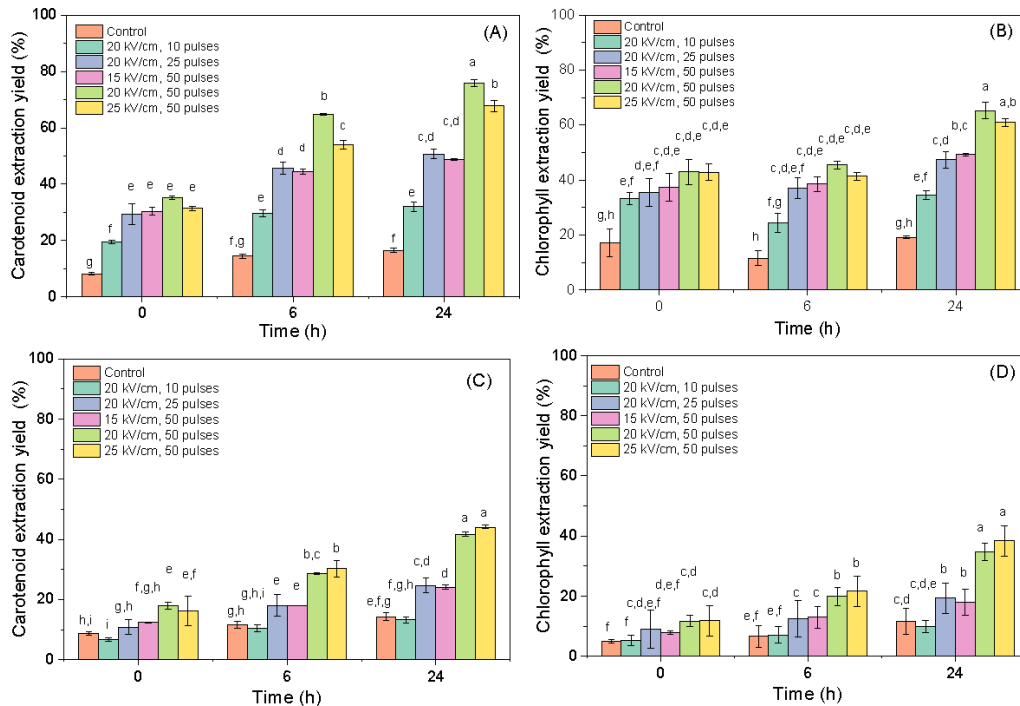 100
80
60
40
20
0
Carotenoid extraction yield (%)
Control
20 kV/cm, 10 pulses
20 kV/cm, 25 pulses
15 kV/cm, 50 pulses
20 kV/cm, 50 pulses
25 kV/cm, 50 pulses
(A)
g f e e e e
f,g e d d b c
f e c,d c,d a b
0 6 24
Time (h)
100
80
60
40
20
0
Chlorophyll extraction yield (%)
Control
20 kV/cm, 10 pulses
20 kV/cm, 25 pulses
15 kV/cm, 50 pulses
20 kV/cm, 50 pulses
25 kV/cm, 50 pulses
(B)
g,h e,f d,e,f c,d,e c,d,e c,d,e
h f,g c,d,e,f c,d,e c,d,e c,d,e
g,h e,f c,d b,c a a,b
0 6 24
Time (h)
100
80
60
40
20
0
Carotenoid extraction yield (%)
Control
20 kV/cm, 10 pulses
20 kV/cm, 25 pulses
15 kV/cm, 50 pulses
20 kV/cm, 50 pulses
25 kV/cm, 50 pulses
(C)
h,i i g,h f,g,h e e,f
g,h g,h,i e e b,c b
e,f,g f,g,h c,d d a a
0 6 24
Time (h)
100
80
60
40
20
0
Chlorophyll extraction yield (%)
Control
20 kV/cm, 10 pulses
20 kV/cm, 25 pulses
15 kV/cm, 50 pulses
20 kV/cm, 50 pulses
25 kV/cm, 50 pulses
(D)
f f c,d,e,f d,e,f c,d c,d
e,f e,f c c b b
c,d c,d,e b b a a
0 6 24
Time (h)